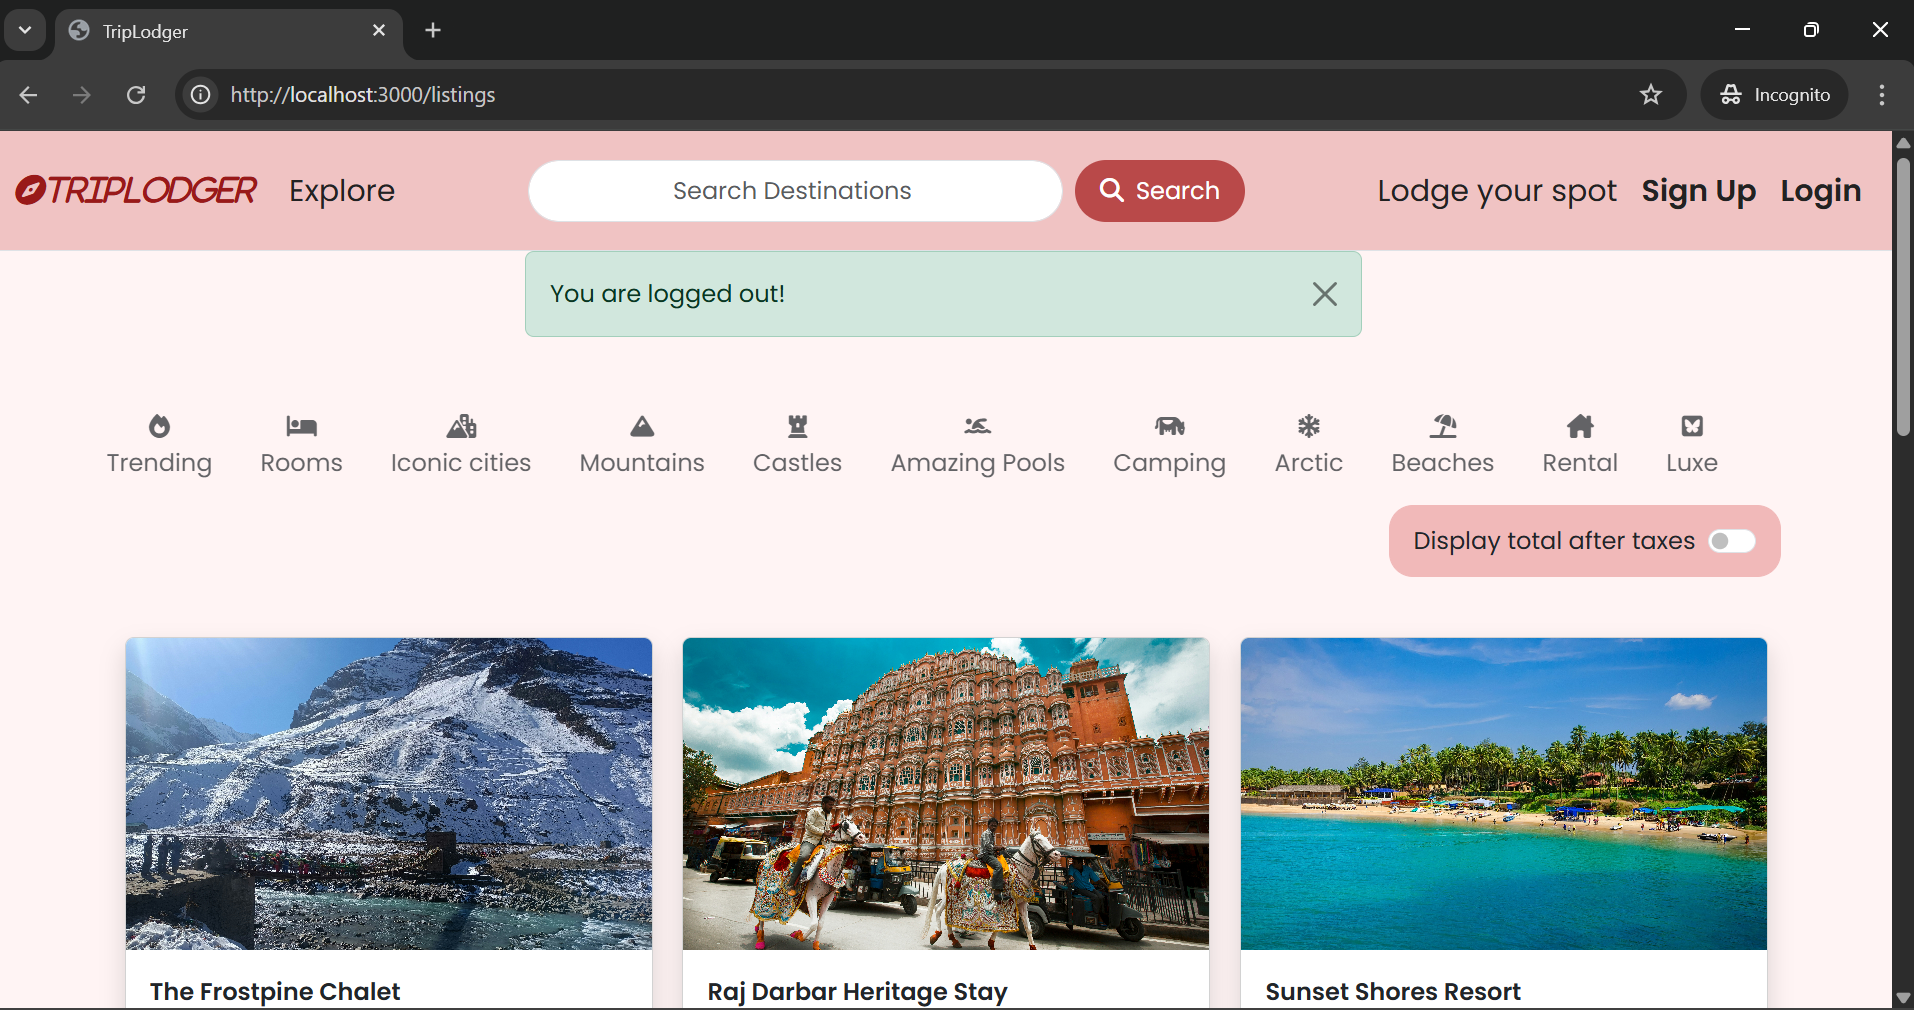 TripLodger
http://localhost:3000/listings
Incognito
TRIPLODGER Explore Search Destinations Search Lodge your spot Sign Up Login
You are logged out!
Trending Rooms Iconic cities Mountains Castles Amazing Pools Camping Arctic Beaches Rental Luxe
Display total after taxes
The Frostpine Chalet Raj Darbar Heritage Stay Sunset Shores Resort